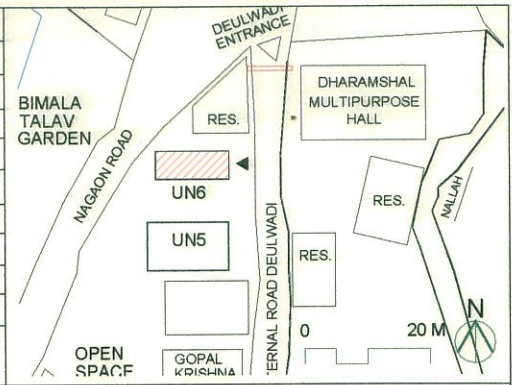 DEULWADI
ENTRANCE
BIMALA
TALAV
GARDEN
NAGAON ROAD
RES.
DHARAMSHAL
MULTIPURPOSE
HALL
UN6
RES.
NALLAH
UN5
ERNAL ROAD DEULWADI
RES.
N
0 20 M
OPEN
SPACE
GOPAL
KRISHNA